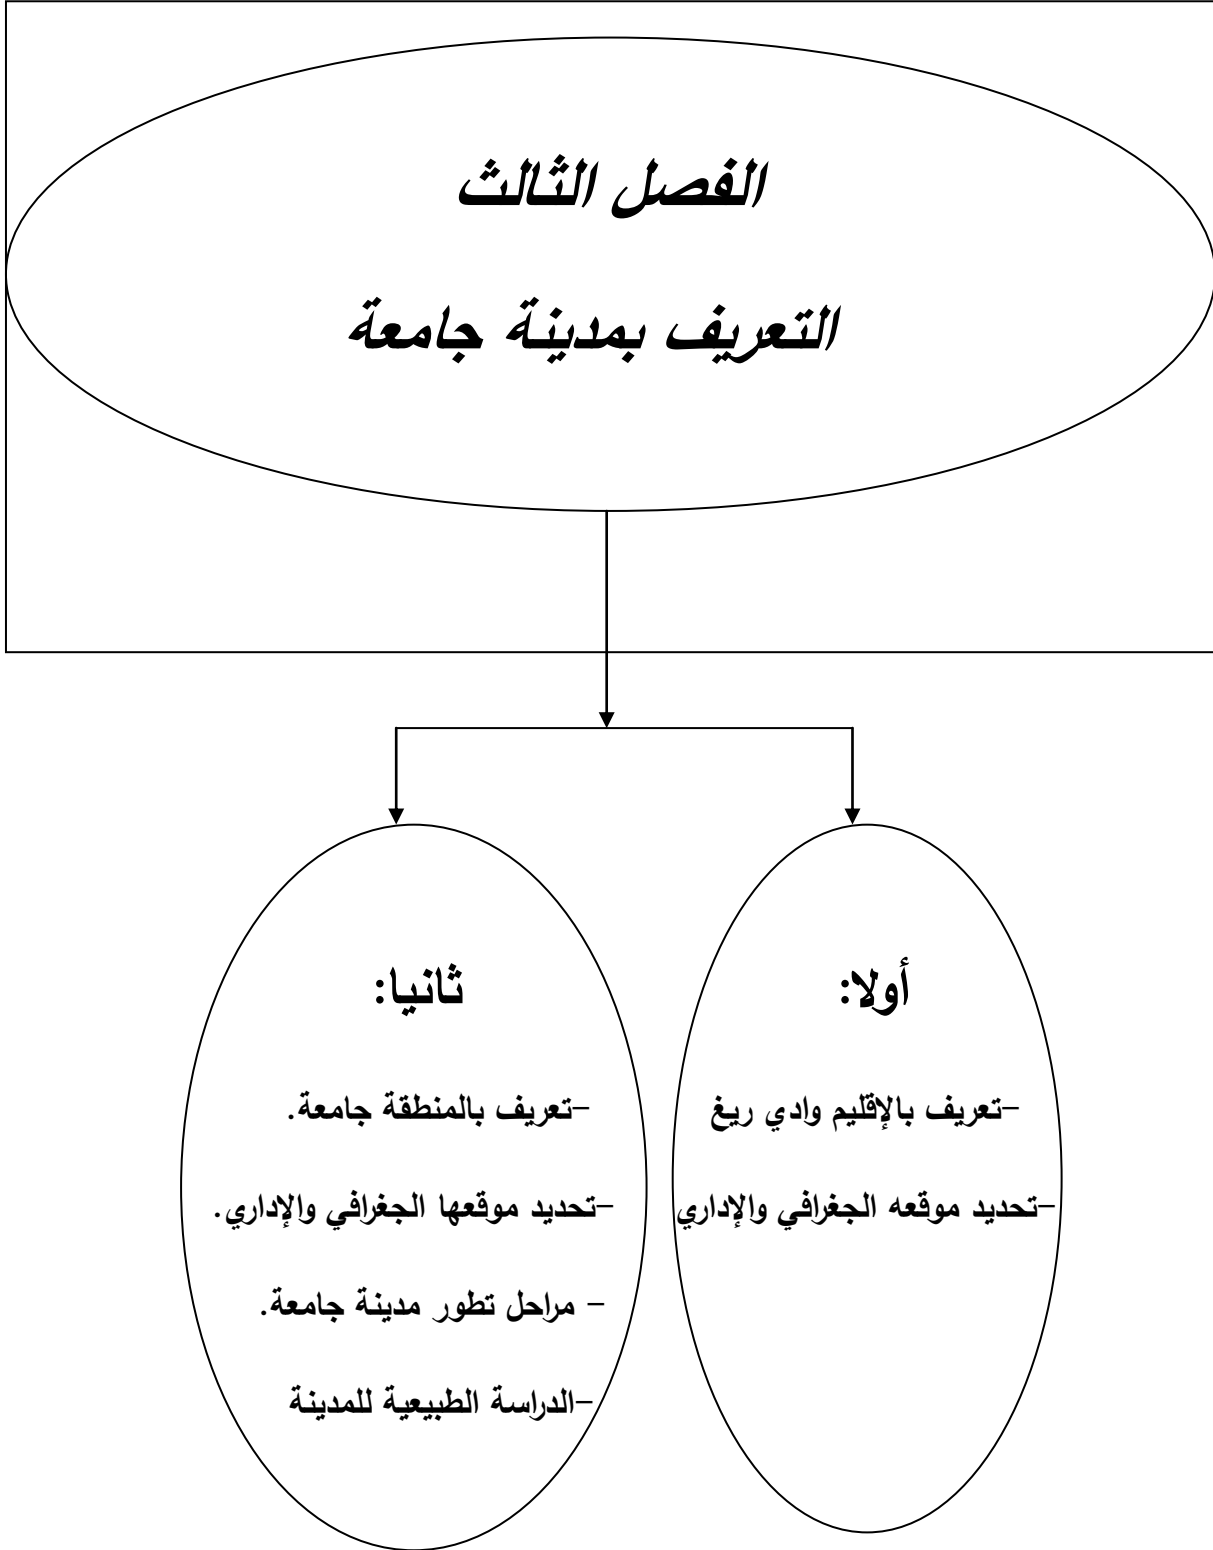 الفصل الثالث
التعريف بمدينة جامعة
أولا:
-تعريف بالإقليم وادي ريغ
-تحديد موقعه الجغرافي والإداري
ثانيا:
-تعريف بالمنطقة جامعة.
-تحديد موقعها الجغرافي والإداري.
- مراحل تطور مدينة جامعة.
-الدراسة الطبيعية للمدينة